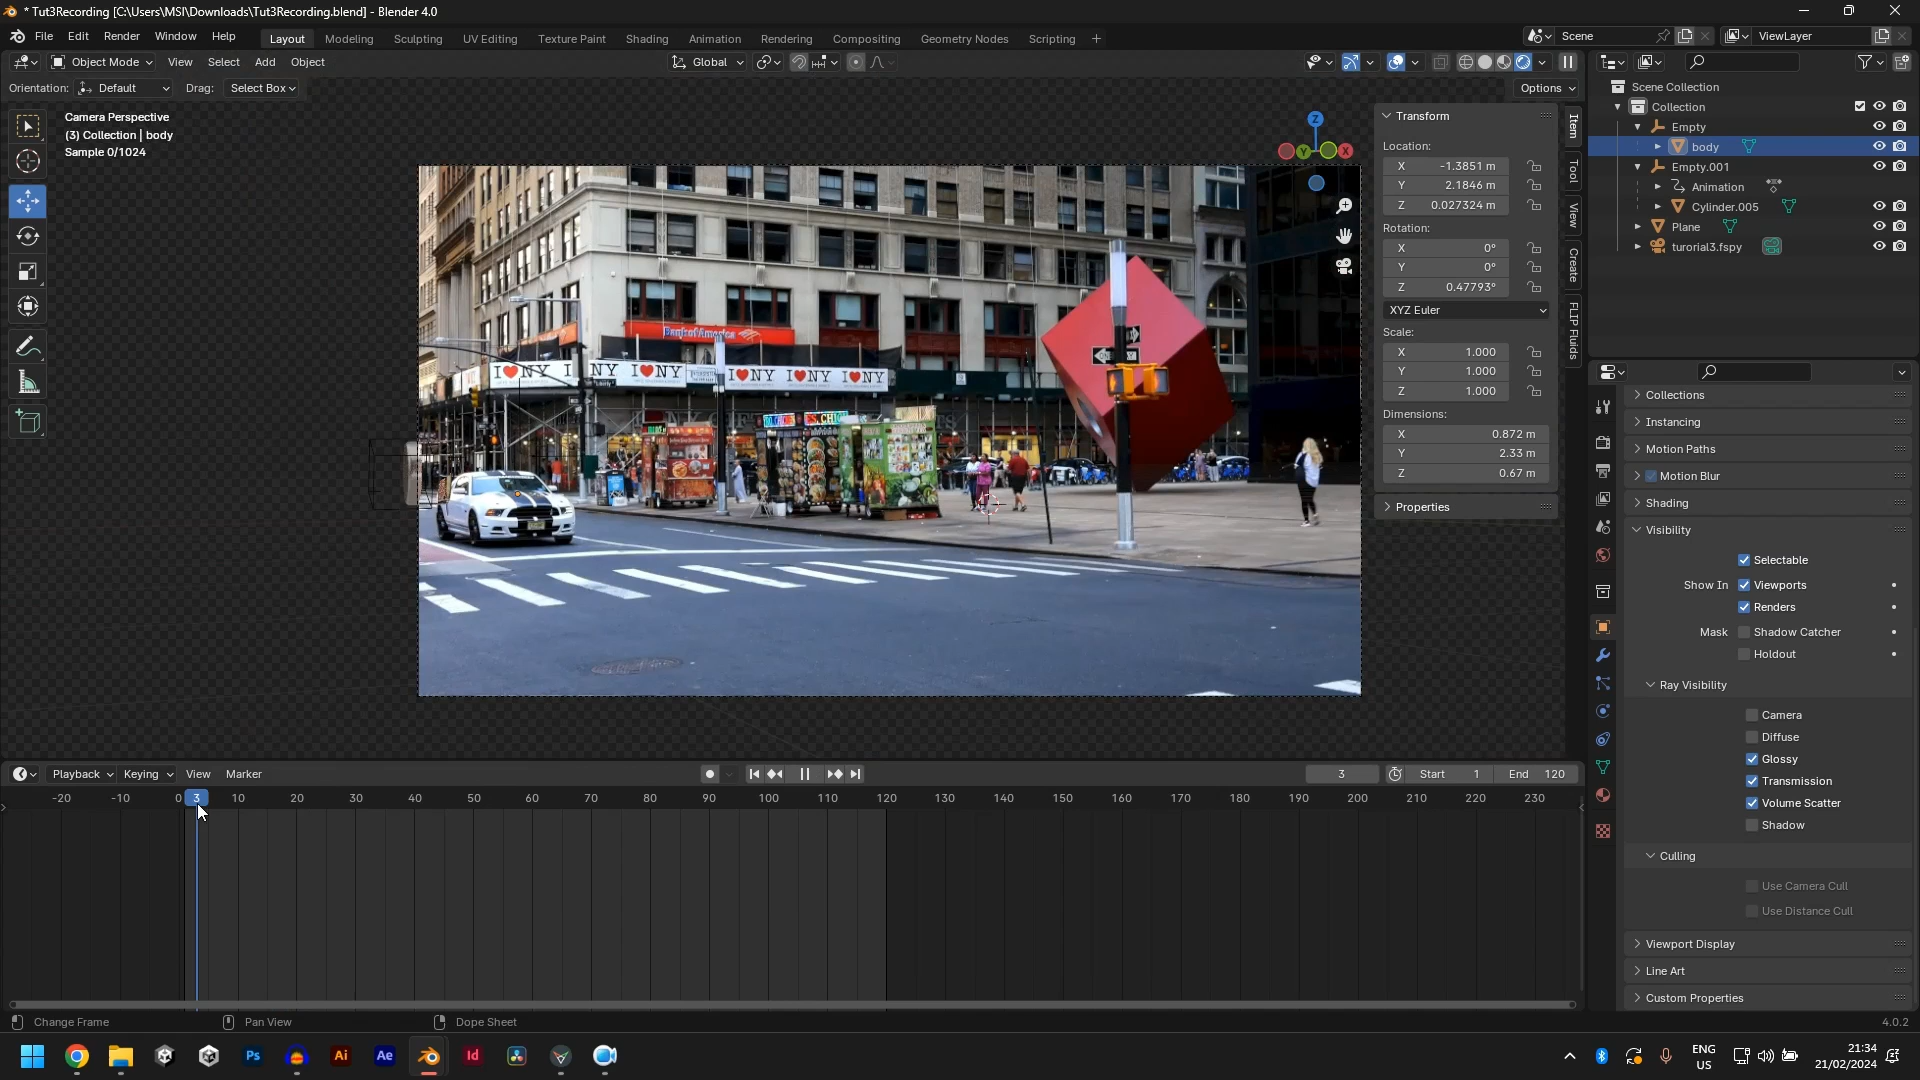 * Tut3Recording [C:\Users\MSI\Downloads\Tut3Recording.blend] - Blender 4.0
File Edit Render Window Help
Layout Modeling Sculpting UV Editing Texture Paint Shading Animation Rendering Compositing Geometry Nodes Scripting
Scene
ViewLayer
Object Mode View Select Add Object
Global
Orientation: Default Drag: Select Box
Options
Camera Perspective
(3) Collection | body
Sample 0/1024
Z
Y
X
Transform
Location:
X -1.3851 m
Y 2.1846 m
Z 0.027324 m
Rotation:
X 0°
Y 0°
Z 0.47793°
XYZ Euler
Scale:
X 1.000
Y 1.000
Z 1.000
Dimensions:
X 0.872 m
Y 2.33 m
Z 0.67 m
Properties
Item
Tool
View
Create
FLIP Fluids
Bank of America
I NY I
NY I NY
I NY I NY I NY
Scene Collection
Collection
Empty
body
Empty.001
Animation
Cylinder.005
Plane
turorial3.fspy
Collections
Instancing
Motion Paths
Motion Blur
Shading
Visibility
Selectable
Show In Viewports
Renders
Mask Shadow Catcher
Holdout
Ray Visibility
Camera
Diffuse
Glossy
Transmission
Volume Scatter
Shadow
Culling
Use Camera Cull
Use Distance Cull
Viewport Display
Line Art
Custom Properties
Playback Keying View Marker
3 Start 1 End 120
-20 -10 0 3 10 20 30 40 50 60 70 80 90 100 110 120 130 140 150 160 170 180 190 200 210 220 230
Change Frame Pan View Dope Sheet
4.0.2
Ps Ai Ae Id
ENG
US
21:34
21/02/2024